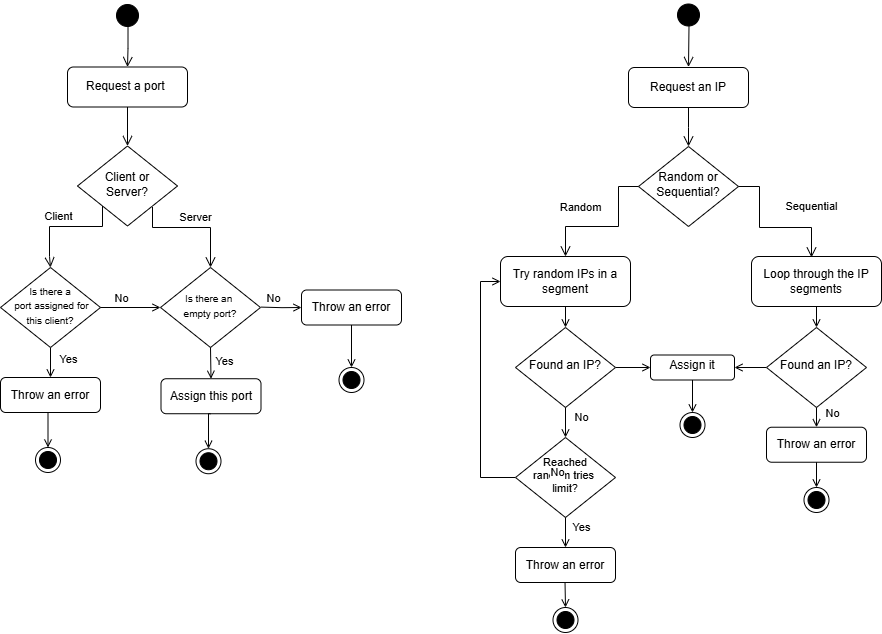 Request a port
Client or
Server?
Client
Server
Is there a
port assigned for
this client?
No
Is there an
empty port?
No
Throw an error
Yes
Yes
Throw an error
Assign this port
Request an IP
Random or
Sequential?
Random
Sequential
Try random IPs in a
segment
Loop through the IP
segments
Found an IP?
Assign it
Found an IP?
No
No
Throw an error
Reached
tries
No
limit?
Yes
Throw an error